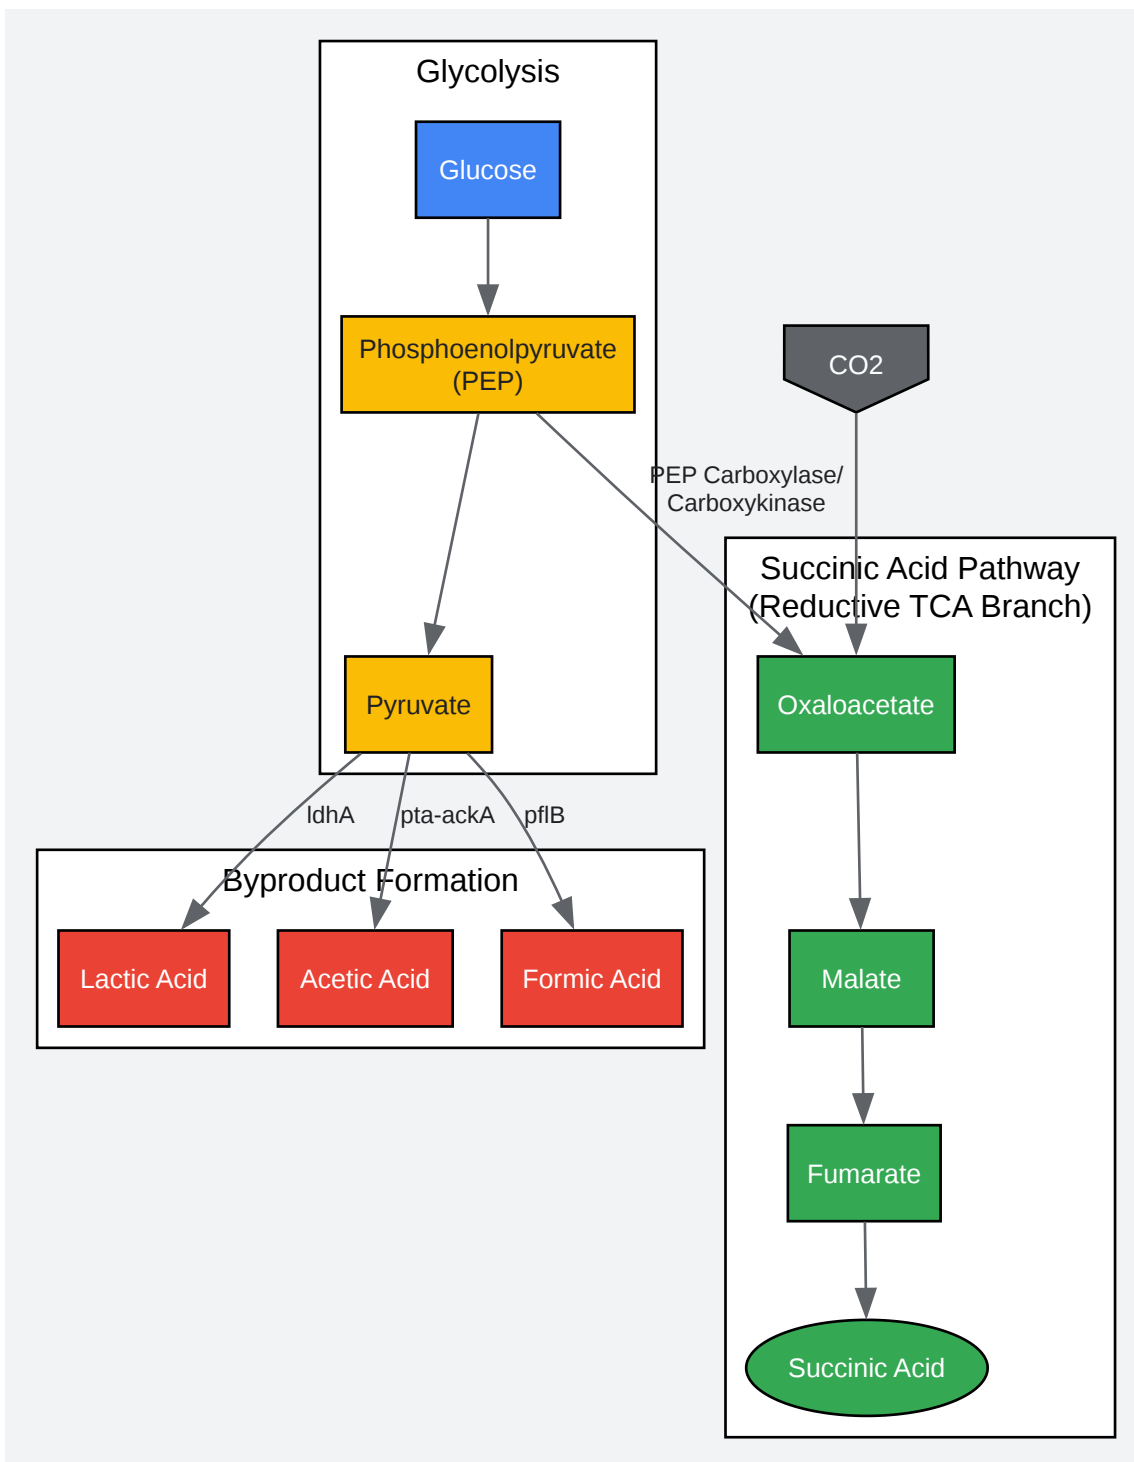 Glycolysis
Glucose
Phosphoenolpyruvate
(PEP)
CO2
PEP Carboxylase/
Carboxykinase
Succinic Acid Pathway
(Reductive TCA Branch)
Pyruvate
Oxaloacetate
ldhA
pta-ackA
pflB
Byproduct Formation
Lactic Acid
Acetic Acid
Formic Acid
Malate
Fumarate
Succinic Acid